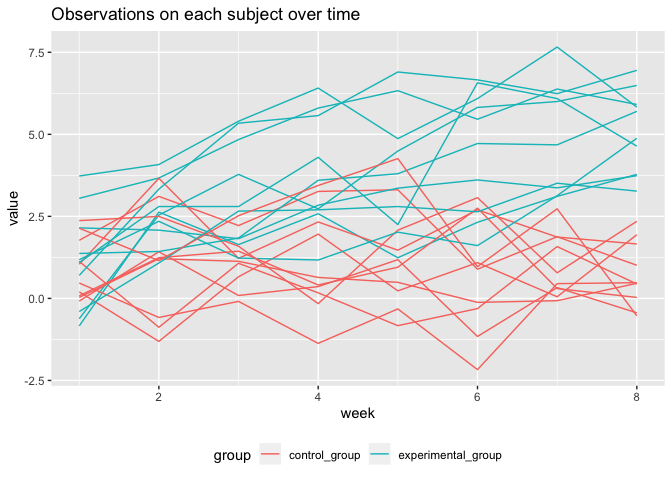 Observations on each subject over time
7.5
5.0
2.5
0.0
-2.5
value
2
4
6
8
week
group control_group experimental_group